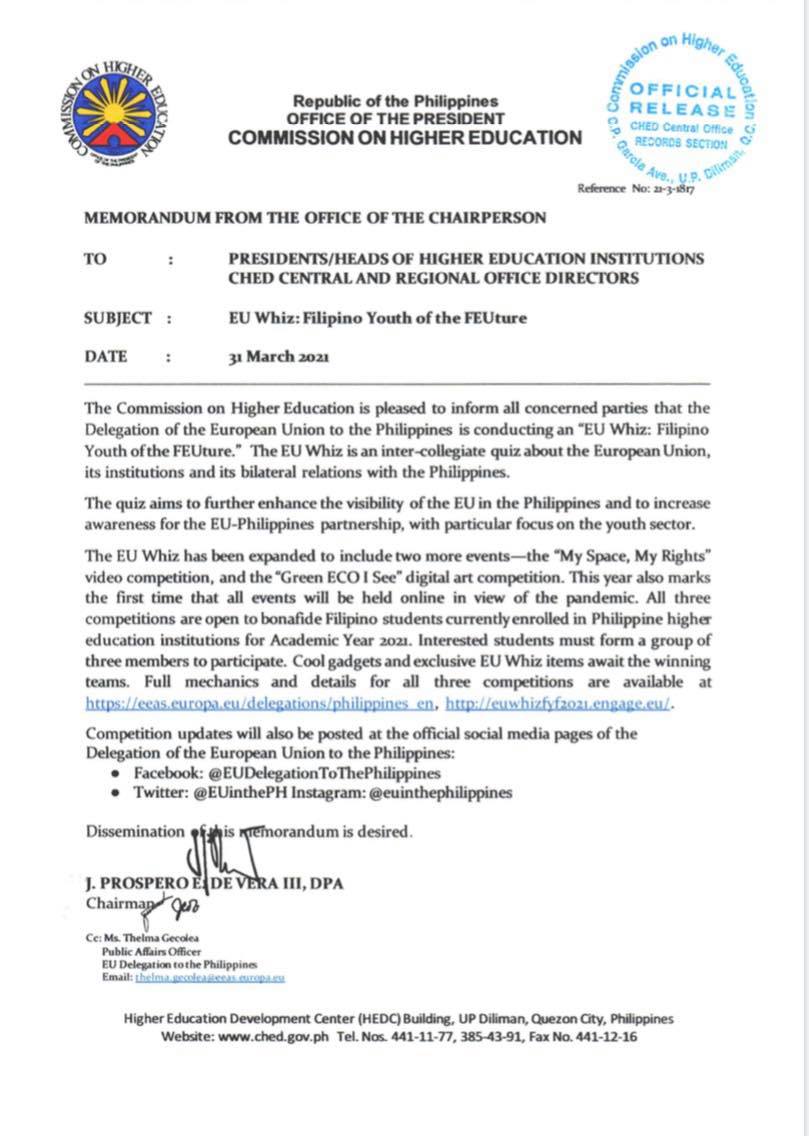 COMMISSION ON HIGHER EDUCATION
OFFICE OF THE PRESIDENT
OF THE PHILIPPINES
Commission on Higher Education
OFFICIAL
RELEASE
CHED Central Office
RECORDS SECTION
C.P. Garcia Ave., U.P. Diliman, Q.C.
Republic of the Philippines
OFFICE OF THE PRESIDENT
COMMISSION ON HIGHER EDUCATION
Reference No: 21-3-1817
MEMORANDUM FROM THE OFFICE OF THE CHAIRPERSON
TO : PRESIDENTS/HEADS OF HIGHER EDUCATION INSTITUTIONS
CHED CENTRAL AND REGIONAL OFFICE DIRECTORS
SUBJECT : EU Whiz: Filipino Youth of the FEUture
DATE : 31 March 2021
The Commission on Higher Education is pleased to inform all concerned parties that the
Delegation of the European Union to the Philippines is conducting an “EU Whiz: Filipino
Youth of the FEUture.” The EU Whiz is an inter-collegiate quiz about the European Union,
its institutions and its bilateral relations with the Philippines.
The quiz aims to further enhance the visibility of the EU in the Philippines and to increase
awareness for the EU-Philippines partnership, with particular focus on the youth sector.
The EU Whiz has been expanded to include two more events—the “My Space, My Rights”
video competition, and the “Green ECO I See” digital art competition. This year also marks
the first time that all events will be held online in view of the pandemic. All three
competitions are open to bonafide Filipino students currently enrolled in Philippine higher
education institutions for Academic Year 2021. Interested students must form a group of
three members to participate. Cool gadgets and exclusive EU Whiz items await the winning
teams. Full mechanics and details for all three competitions are available at
https://eeas.europa.eu/delegations/philippines_en, http://euwhizfyf2021.engage.eu/.
Competition updates will also be posted at the official social media pages of the
Delegation of the European Union to the Philippines:
● Facebook: @EUDelegationToThePhilippines
● Twitter: @EUinthePH Instagram: @euinthephilippines
Dissemination of this memorandum is desired.
J. PROSPERO E. DE VERA III, DPA
Chairman
Cc: Ms. Thelma Gecolea
Public Affairs Officer
EU Delegation to the Philippines
Email: thelma.gecolea@eeas.europa.eu
Higher Education Development Center (HEDC) Building, UP Diliman, Quezon City, Philippines
Website: www.ched.gov.ph Tel. Nos. 441-11-77, 385-43-91, Fax No. 441-12-16